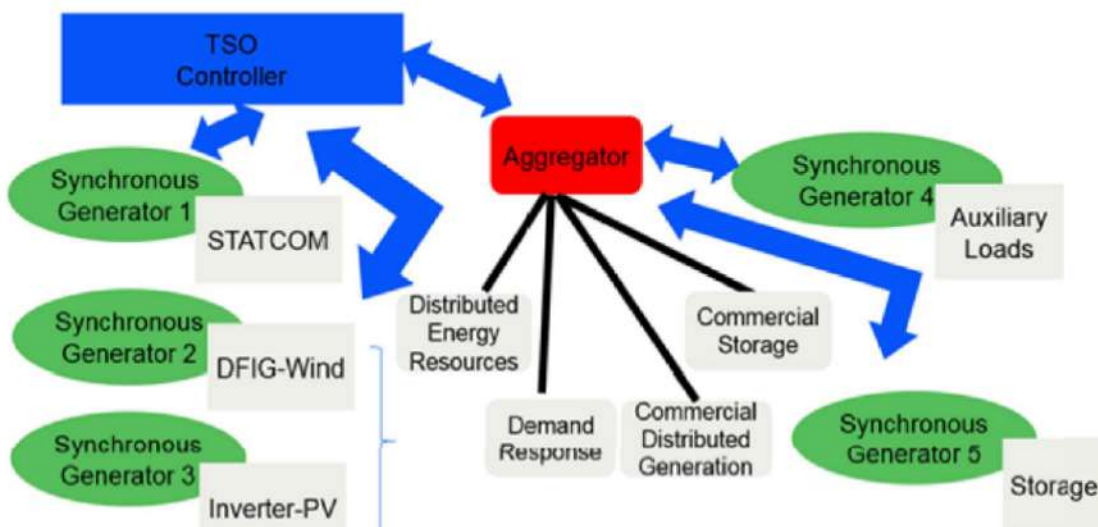 TSO
Controller
Aggregator
Synchronous
Generator 1
STATCOM
Synchronous
Generator 4
Auxiliary
Loads
Synchronous
Generator 2
DFIG-Wind
Distributed
Energy
Resources
Commercial
Storage
Synchronous
Generator 3
Inverter-PV
Demand
Response
Commercial
Distributed
Generation
Synchronous
Generator 5
Storage